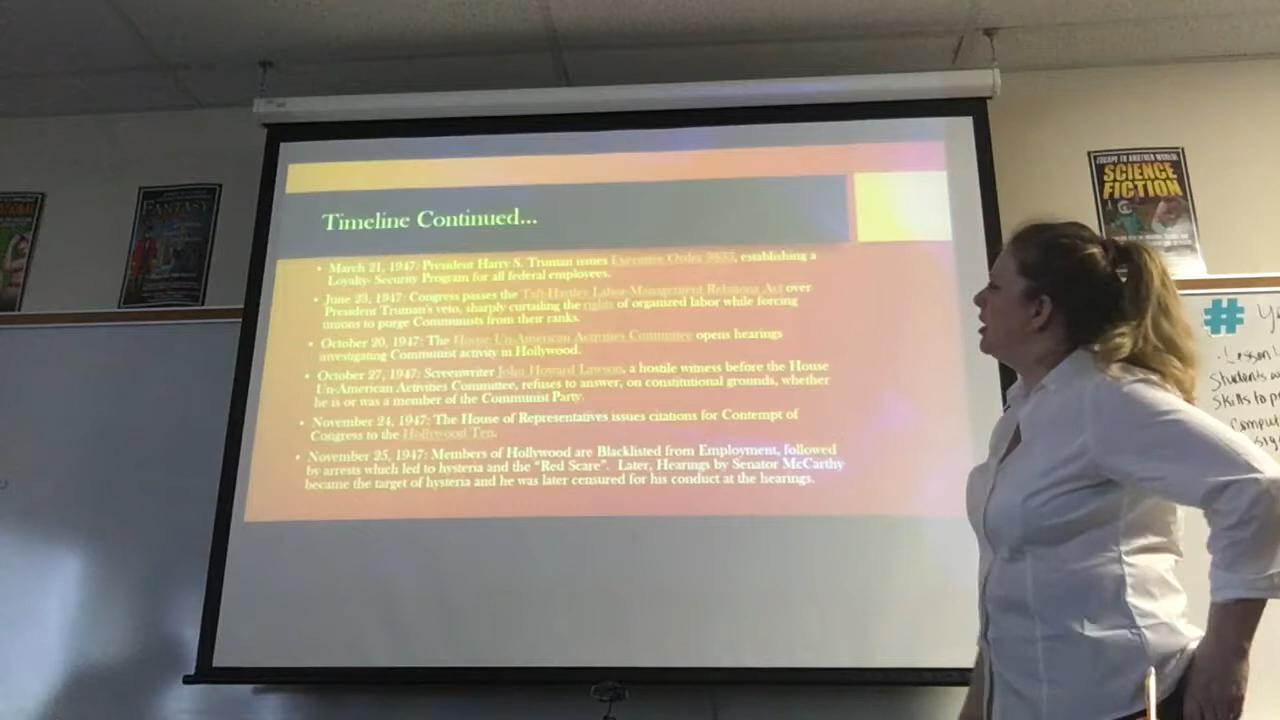 Timeline Continued...
• March 21, 1947: President Harry S. Truman issues Executive Order 9835, establishing a
Loyalty- Security Program for all federal employees.
• June 23, 1947: Congress passes the Taft-Hartley Labor-Management Relations Act over
President Truman's veto, sharply curtailing the rights of organized labor while forcing
unions to purge Communists from their ranks.
• October 20, 1947: The House Un-American Activities Committee opens hearings
investigating Communist activity in Hollywood.
• October 27, 1947: Screenwriter John Howard Lawson, a hostile witness before the House
Un-American Activities Committee, refuses to answer, on constitutional grounds, whether
he is or was a member of the Communist Party.
• November 24, 1947: The House of Representatives issues citations for Contempt of
Congress to the Hollywood Ten.
• November 25, 1947: Members of Hollywood are Blacklisted from Employment, followed
by arrests which led to hysteria and the "Red Scare". Later, Hearings by Senator McCarthy
became the target of hysteria and he was later censured for his conduct at the hearings.
FANTASY
ESCAPE TO ANOTHER WORLD
SCIENCE
FICTION
#
Lesson
Students
Skills to